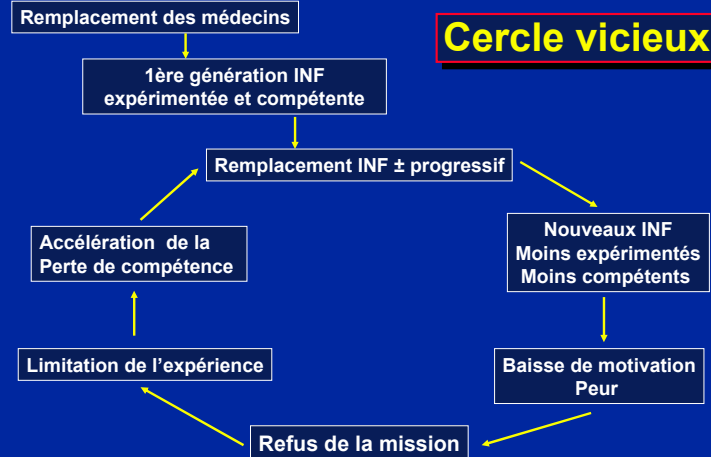 Remplacement des médecins
Cercle vicieux
1ère génération INF
expérimentée et compétente
Remplacement INF ± progressif
Nouveaux INF
Moins expérimentés
Moins compétents
Accélération de la
Perte de compétence
Limitation de l'expérience
Baisse de motivation
Peur
Refus de la mission